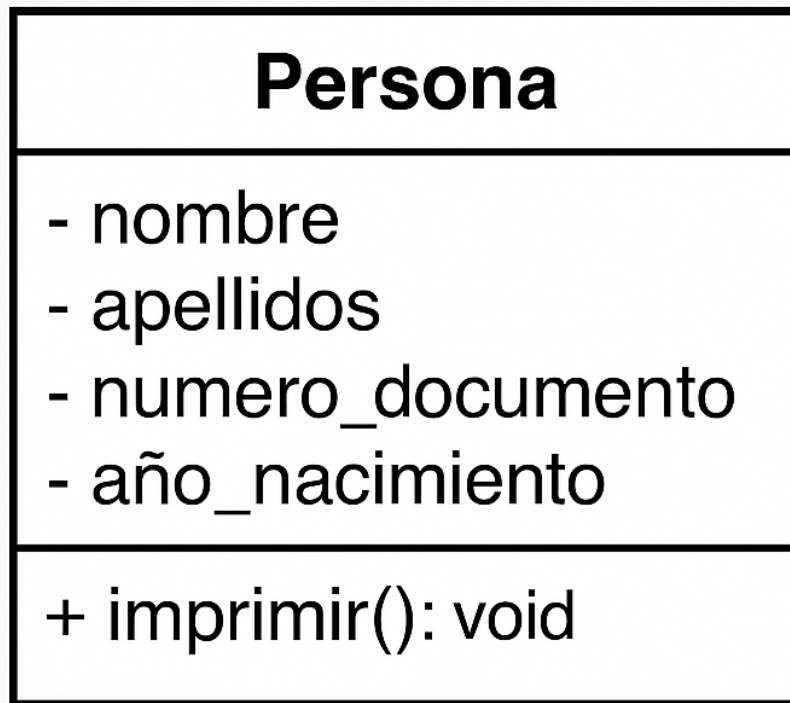 Persona
- nombre
- apellidos
- numero_documento
- año_nacimiento
+ imprimir(): void